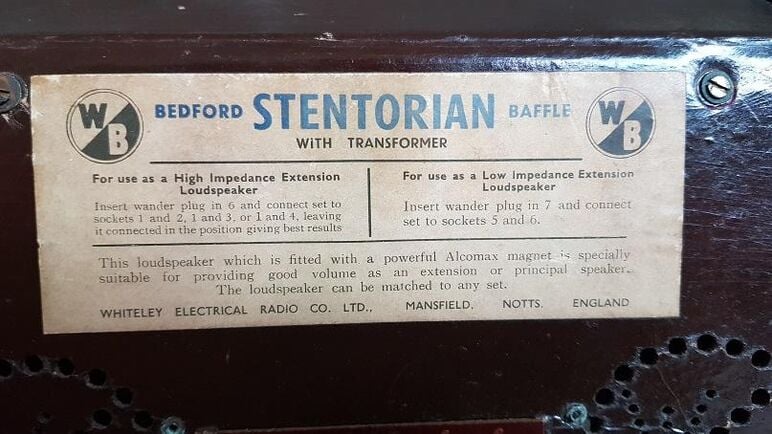 WB BEDFORD STENTORIAN BAFFLE WB
WITH TRANSFORMER
For use as a High Impedance Extension
Loudspeaker
Insert wander plug in 6 and connect set to
sockets 1 and 2, 1 and 3, or 1 and 4, leaving
it connected in the position giving best results
For use as a Low Impedance Extension
Loudspeaker
Insert wander plug in 7 and connect
set to sockets 5 and 6.
This loudspeaker which is fitted with a powerful Alcomax magnet is specially
suitable for providing good volume as an extension or principal speaker.
The loudspeaker can be matched to any set.
WHITELEY ELECTRICAL RADIO CO. LTD., MANSFIELD, NOTTS. ENGLAND